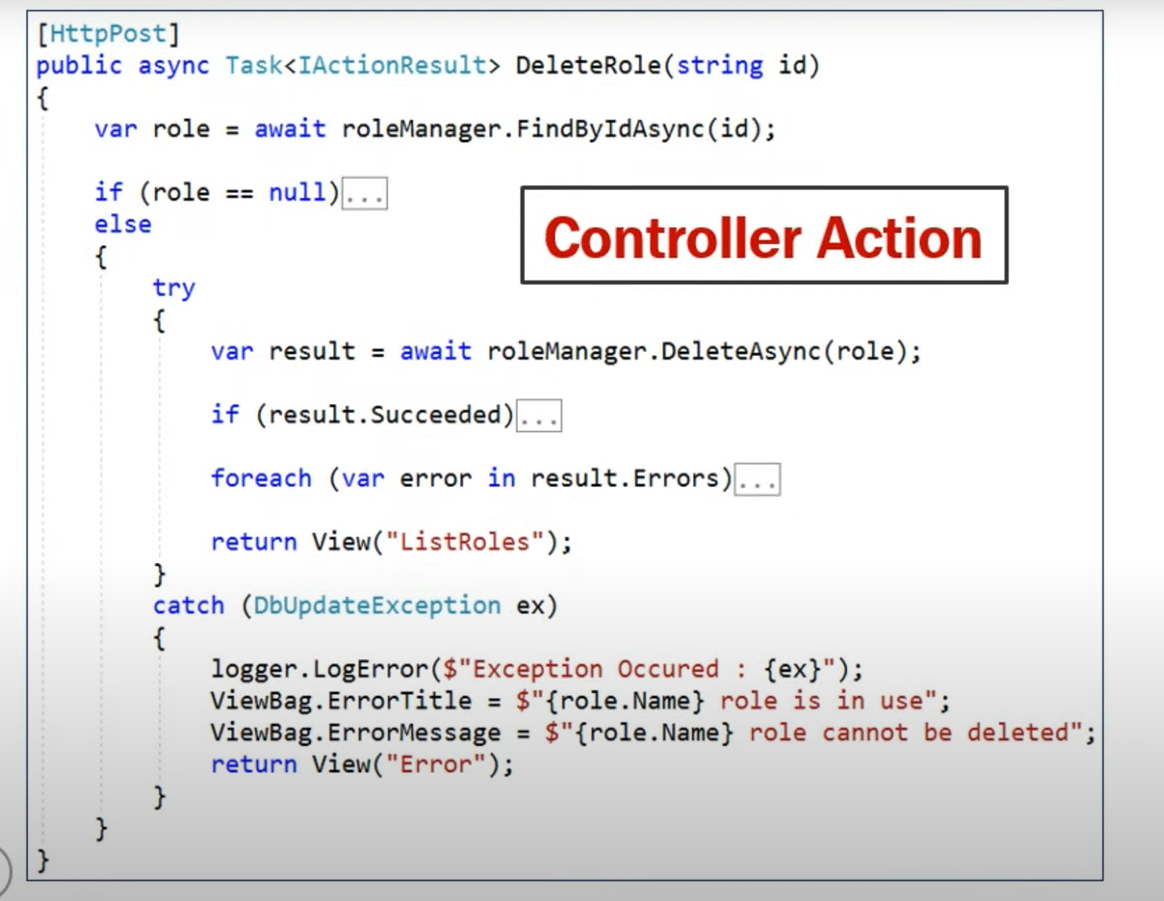 [HttpPost]
public async Task<IActionResult> DeleteRole(string id)
{
    var role = await roleManager.FindByIdAsync(id);
    if (role == null)...
    else
    {
        try
        {
            var result = await roleManager.DeleteAsync(role);
            if (result.Succeeded)...
            foreach (var error in result.Errors)...
            return View("ListRoles");
        }
        catch (DbUpdateException ex)
        {
            logger.LogError($"Exception Occured : {ex}");
            ViewBag.ErrorTitle = $"{role.Name} role is in use";
            ViewBag.ErrorMessage = $"{role.Name} role cannot be deleted";
            return View("Error");
        }
    }
}
Controller Action